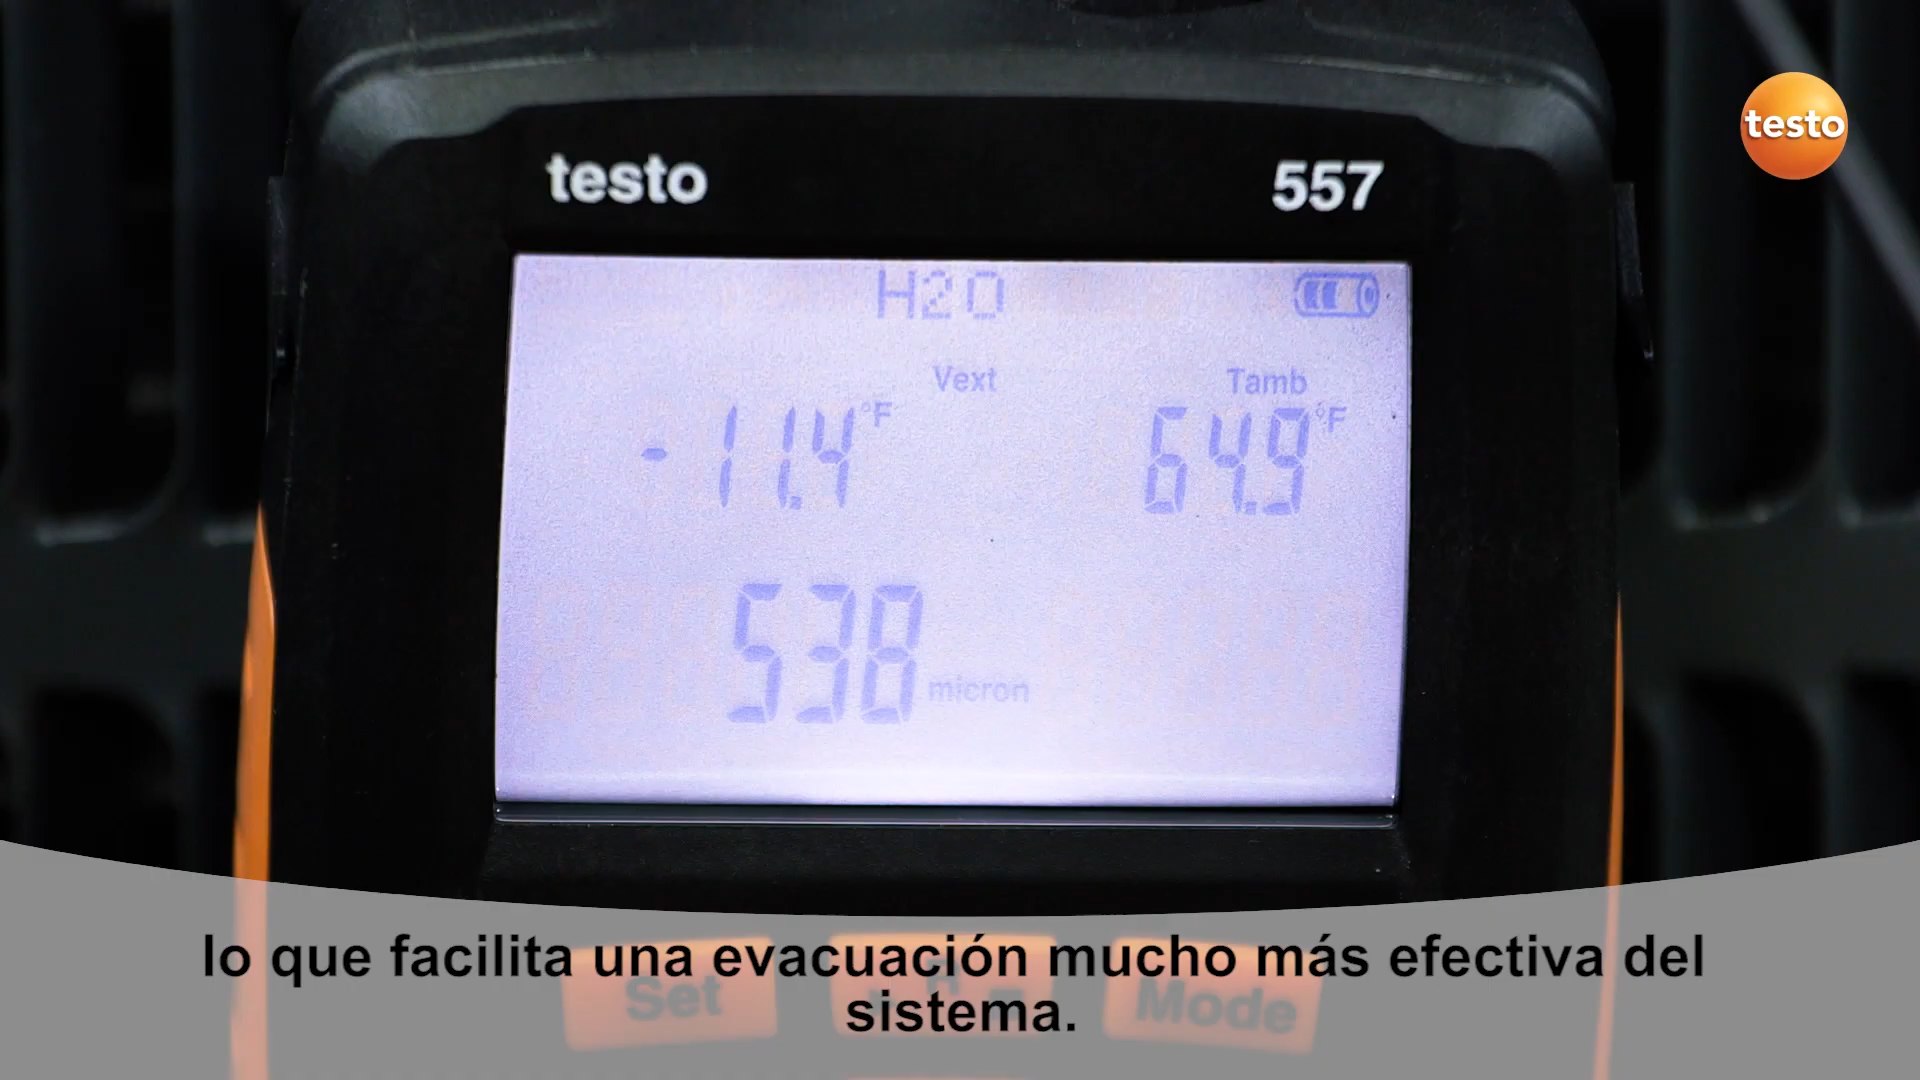 testo
testo 557
H2O
Vext Tamb
-11.4°F 64.9°F
538 micron
lo que facilita una evacuación mucho más efectiva del
sistema.
Set Mode